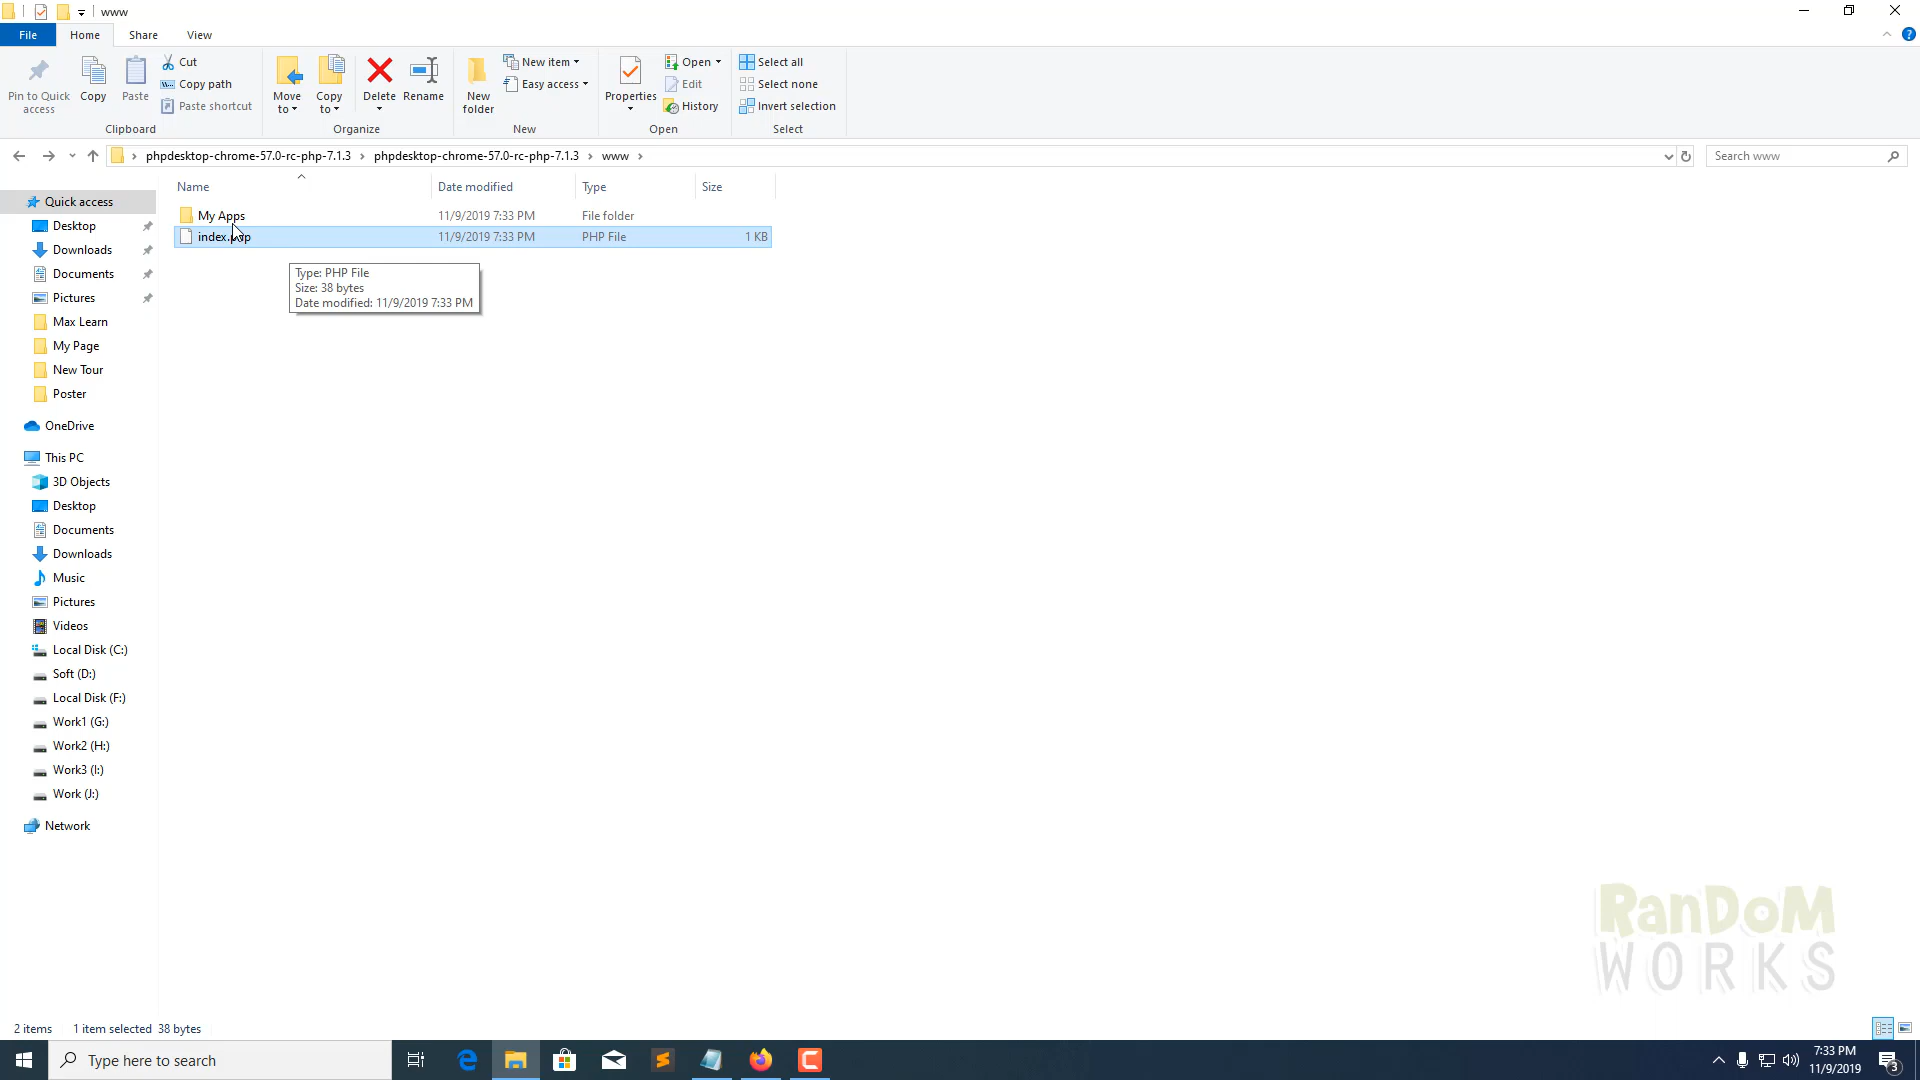 www
File Home Share View
Pin to Quick access
Copy
Paste
Cut
Copy path
Paste shortcut
Clipboard
Move to
Copy to
Delete
Rename
Organize
New folder
New item
Easy access
New
Properties
Open
Edit
History
Open
Select all
Select none
Invert selection
Select
phpdesktop-chrome-57.0-rc-php-7.1.3 phpdesktop-chrome-57.0-rc-php-7.1.3 www
Search www
Name Date modified Type Size
My Apps 11/9/2019 7:33 PM File folder
index.php 11/9/2019 7:33 PM PHP File 1 KB
Type: PHP File
Size: 38 bytes
Date modified: 11/9/2019 7:33 PM
Quick access
Desktop
Downloads
Documents
Pictures
Max Learn
My Page
New Tour
Poster
OneDrive
This PC
3D Objects
Desktop
Documents
Downloads
Music
Pictures
Videos
Local Disk (C:)
Soft (D:)
Local Disk (F:)
Work1 (G:)
Work2 (H:)
Work3 (I:)
Work (J:)
Network
RanDoM
WORKS
2 items 1 item selected 38 bytes
Type here to search
7:33 PM
11/9/2019
3